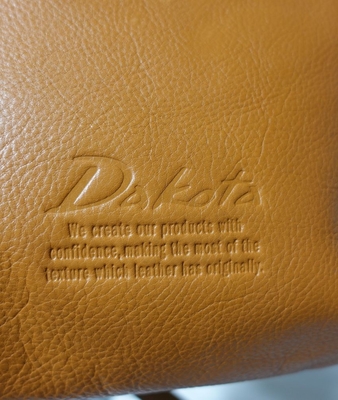 Dakota
We create our products with
confidence, making the most of the
texture which leather has originally.